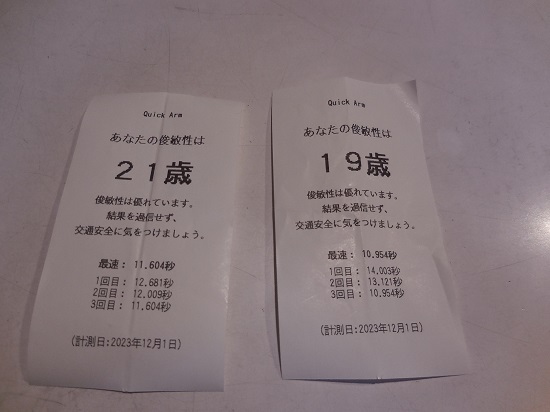 Quick Arm
あなたの俊敏性は
21歳
俊敏性は優れています。
結果を過信せず、
交通安全に気をつけましょう。
最速： 11.604秒
1回目： 12.681秒
2回目： 12.009秒
3回目： 11.604秒
(計測日:2023年12月1日)
Quick Arm
あなたの俊敏性は
19歳
俊敏性は優れています。
結果を過信せず、
交通安全に気をつけましょう。
最速： 10.954秒
1回目： 14.003秒
2回目： 13.121秒
3回目： 10.954秒
(計測日:2023年12月1日)